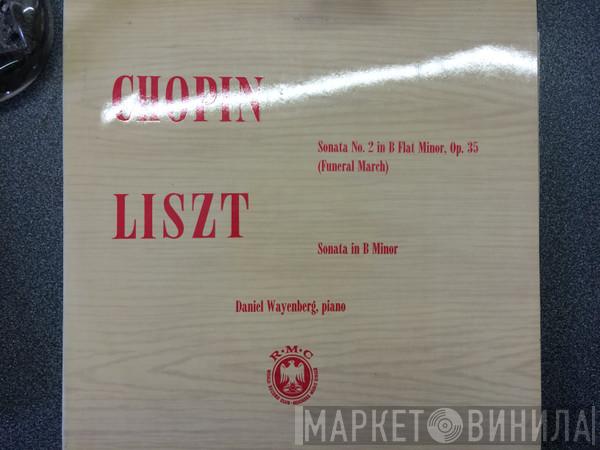 CHOPIN
Sonata No. 2 in B Flat Minor, Op. 35
(Funeral March)
LISZT
Sonata in B Minor
Daniel Wayenberg, piano
R·M·C
МАРКЕТ ВИНИЛА